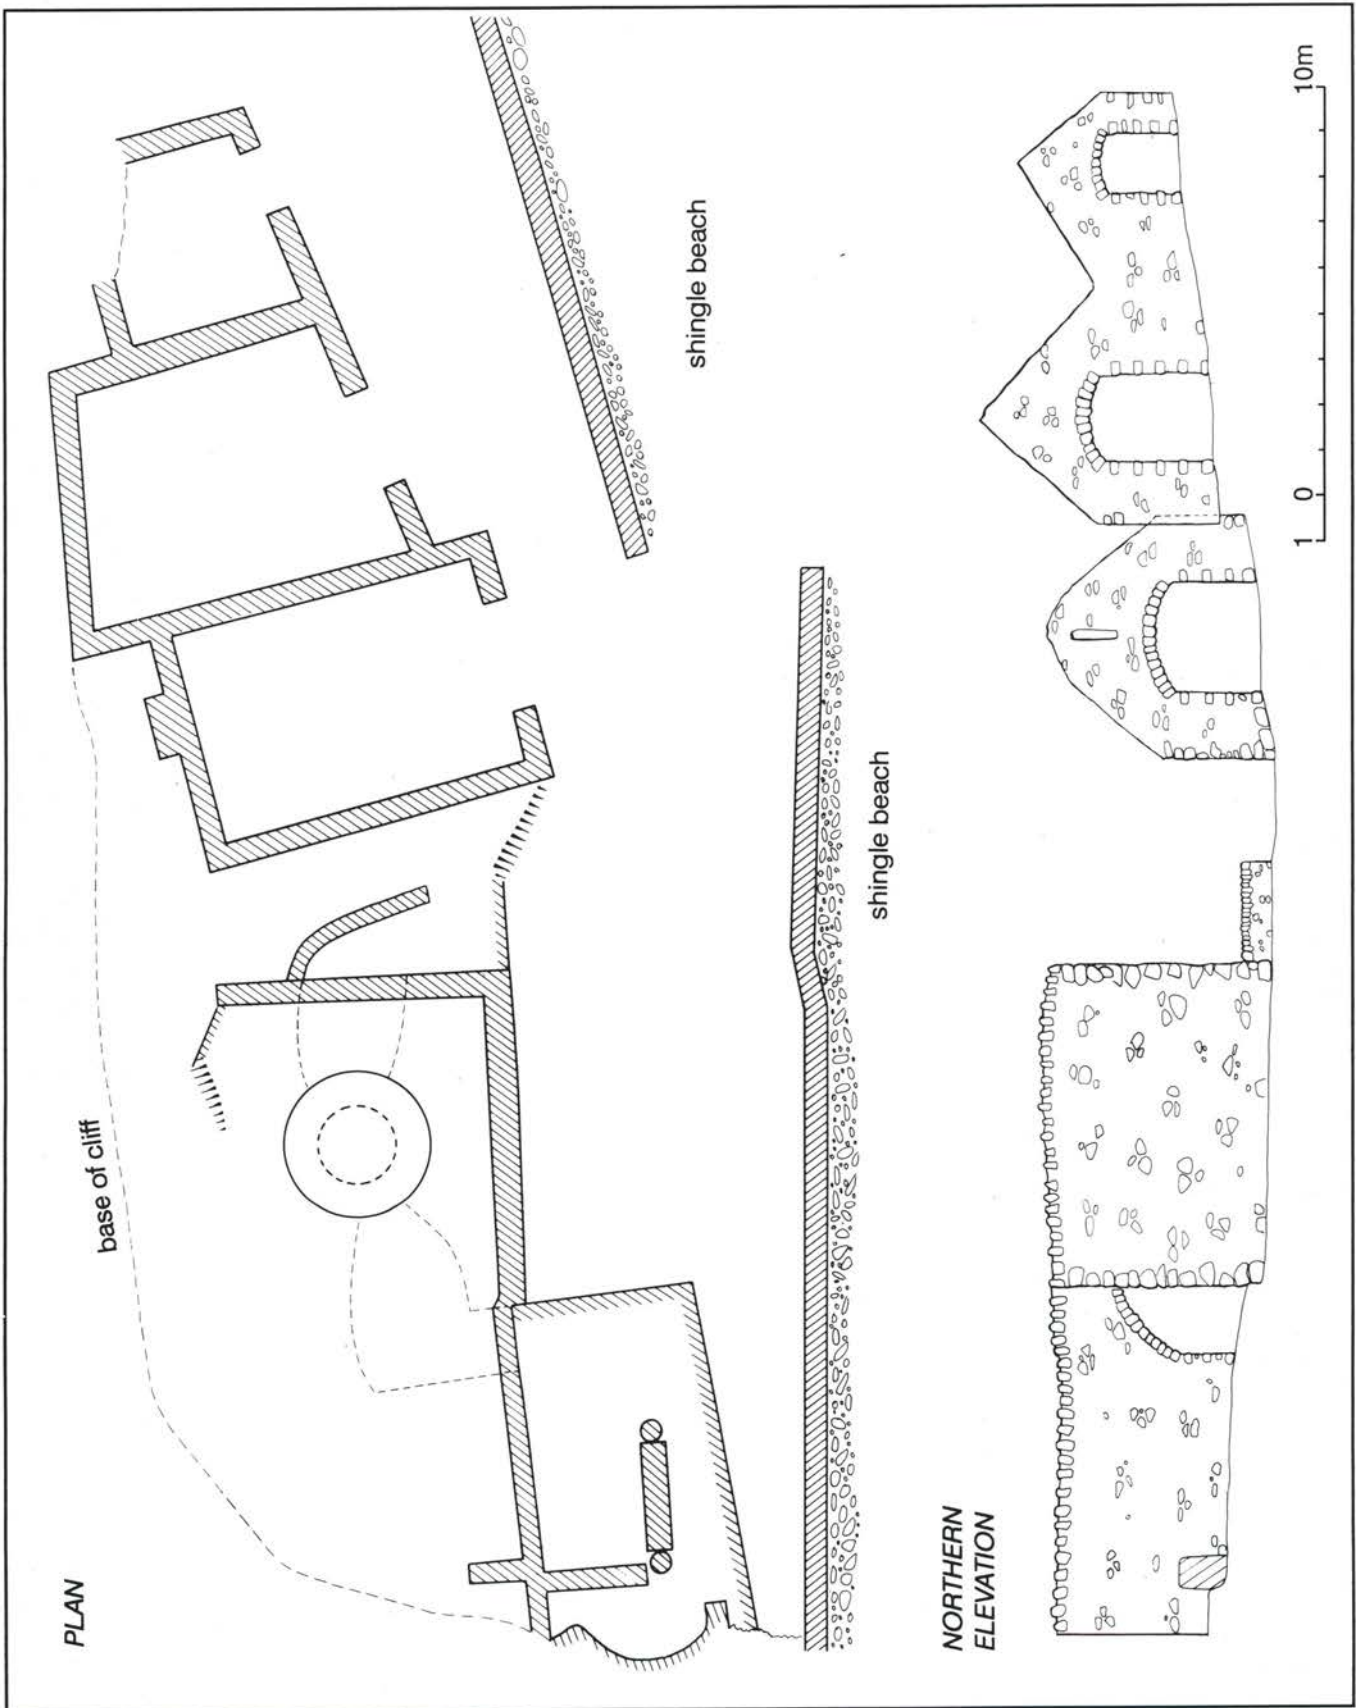 PLAN
base of cliff
shingle beach
shingle beach
NORTHERN
ELEVATION
1 0 10m